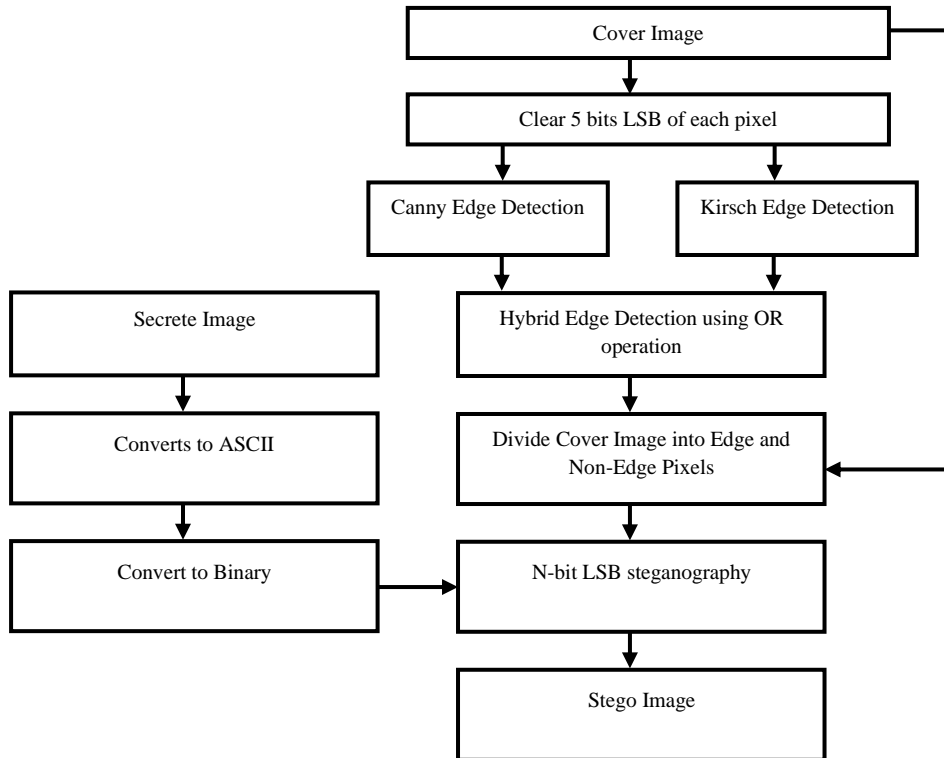 Cover Image
Clear 5 bits LSB of each pixel
Canny Edge Detection
Kirsch Edge Detection
Secrete Image
Hybrid Edge Detection using OR
operation
Converts to ASCII
Divide Cover Image into Edge and
Non-Edge Pixels
Convert to Binary
N-bit LSB steganography
Stego Image